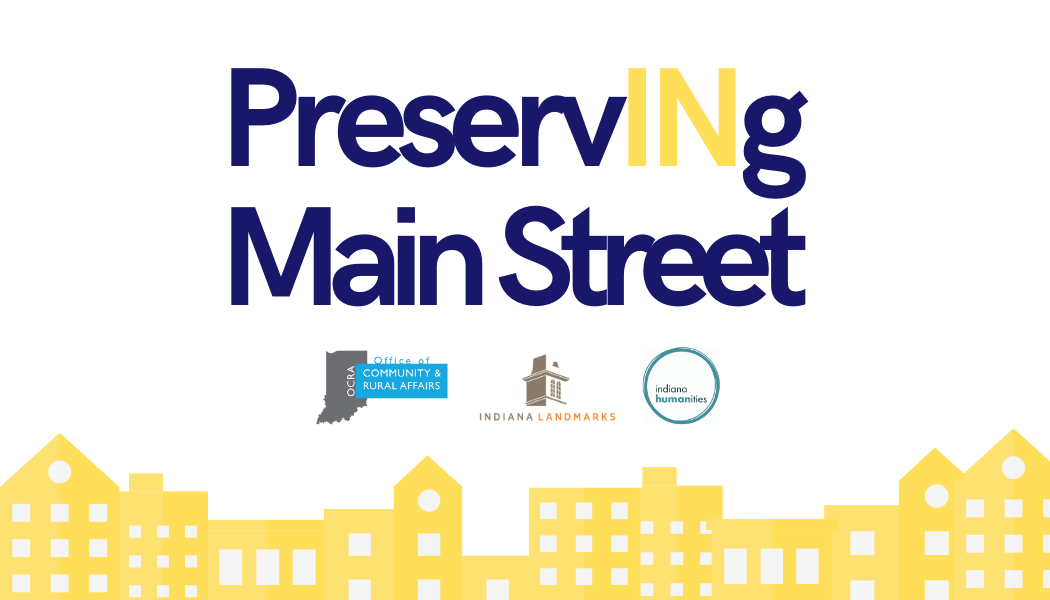 PreservINg
Main Street
OCRA
Office of
COMMUNITY &
RURAL AFFAIRS
INDIANA LANDMARKS
indiana
humanities